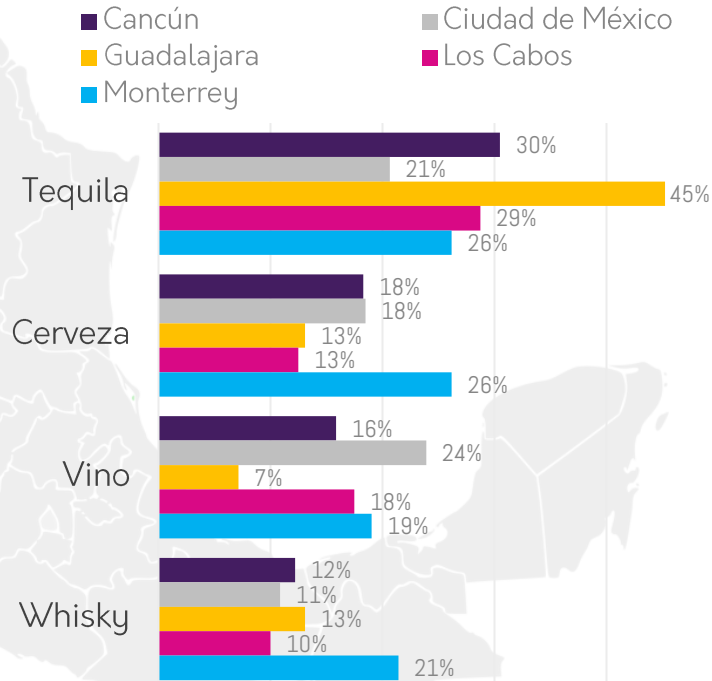 Cancún
Ciudad de México
Guadalajara
Los Cabos
Monterrey
Tequila
30%
21%
45%
29%
26%
Cerveza
18%
18%
13%
13%
26%
Vino
16%
24%
7%
18%
19%
Whisky
12%
11%
13%
10%
21%